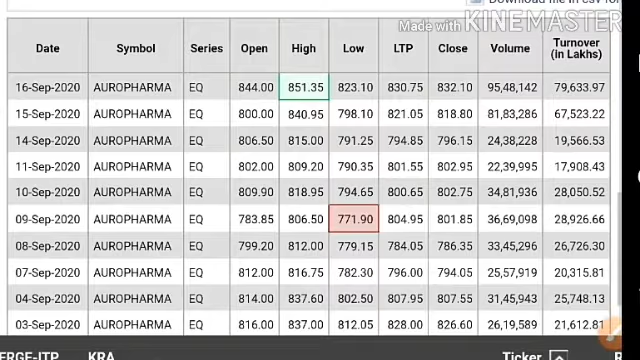 Download file in csv for
Made with KINEMASTER
Date Symbol Series Open High Low LTP Close Volume Turnover (in Lakhs)
16-Sep-2020 AUROPHARMA EQ 844.00 851.35 823.10 830.75 832.10 95,48,142 79,633.97
15-Sep-2020 AUROPHARMA EQ 800.00 840.95 798.10 821.05 818.80 81,83,286 67,523.22
14-Sep-2020 AUROPHARMA EQ 806.50 815.00 791.25 794.85 796.15 24,38,228 19,566.53
11-Sep-2020 AUROPHARMA EQ 802.00 809.20 790.35 801.55 802.95 22,39,995 17,908.43
10-Sep-2020 AUROPHARMA EQ 809.90 818.95 794.65 800.65 802.75 34,81,936 28,050.52
09-Sep-2020 AUROPHARMA EQ 783.85 806.50 771.90 804.95 801.85 36,69,098 28,926.66
08-Sep-2020 AUROPHARMA EQ 799.20 812.00 779.15 784.05 786.35 33,45,296 26,726.30
07-Sep-2020 AUROPHARMA EQ 812.00 816.75 782.30 796.00 794.05 25,57,919 20,315.81
04-Sep-2020 AUROPHARMA EQ 814.00 837.60 802.50 807.95 807.55 31,45,943 25,748.13
03-Sep-2020 AUROPHARMA EQ 816.00 837.00 812.05 828.00 826.60 26,19,589 21,612.81
ERGE-ITP KRA Ticker R